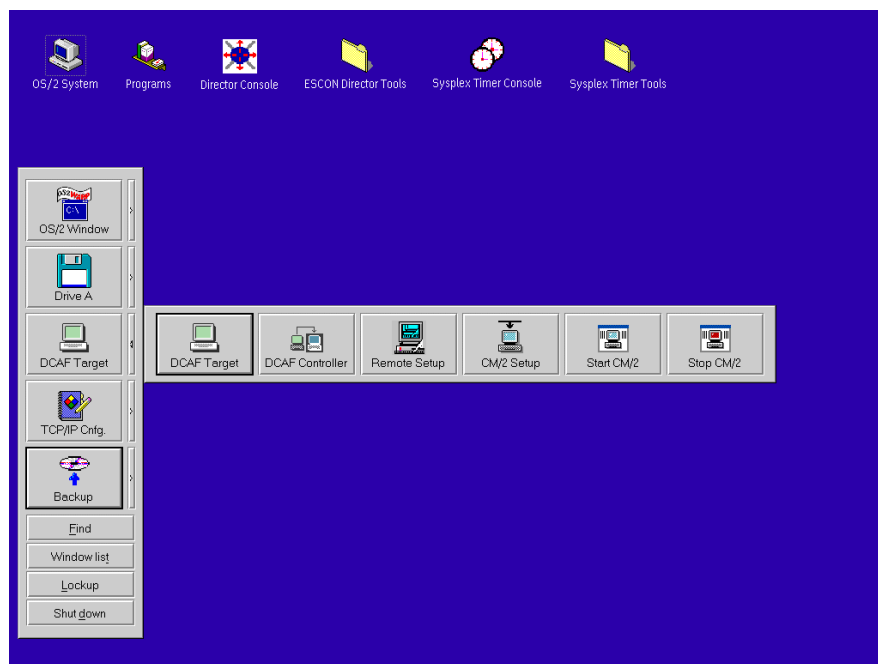 OS/2 System
Programs
Director Console
ESCON Director Tools
Sysplex Timer Console
Sysplex Timer Tools
C:\
OS/2 Window
Drive A
DCAF Target
DCAF Target
DCAF Controller
Remote Setup
CM/2 Setup
Start CM/2
Stop CM/2
TCP/IP Cnfg.
Backup
Find
Window list
Lockup
Shut down